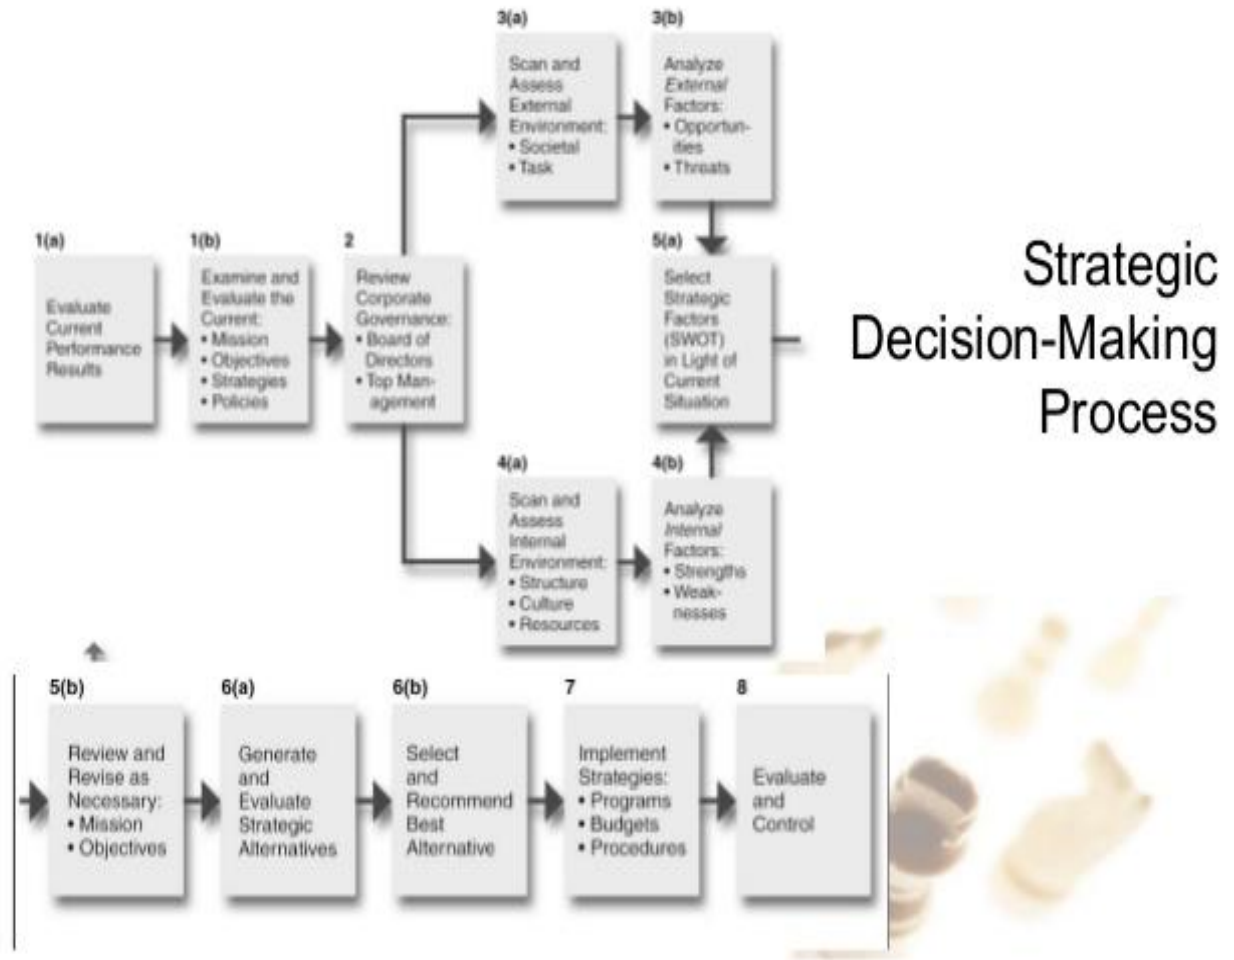 3(a)
Scan and
Assess
External
Environment:
• Societal
• Task
3(b)
Analyze
External
Factors:
• Opportun-
ities
• Threats
1(a)
Evaluate
Current
Performance
Results
1(b)
Examine and
Evaluate the
Current:
• Mission
• Objectives
• Strategies
• Policies
2
Review
Corporate
Governance:
• Board of
Directors
• Top Man-
agement
5(a)
Select
Strategic
Factors
(SWOT)
in Light of
Current
Situation
Strategic
Decision-Making
Process
4(a)
Scan and
Assess
Internal
Environment:
• Structure
• Culture
• Resources
4(b)
Analyze
Internal
Factors:
• Strengths
• Weak-
nesses
5(b)
Review and
Revise as
Necessary:
• Mission
• Objectives
6(a)
Generate
and
Evaluate
Strategic
Alternatives
6(b)
Select
and
Recommend
Best
Alternative
7
Implement
Strategies:
• Programs
• Budgets
• Procedures
8
Evaluate
and
Control